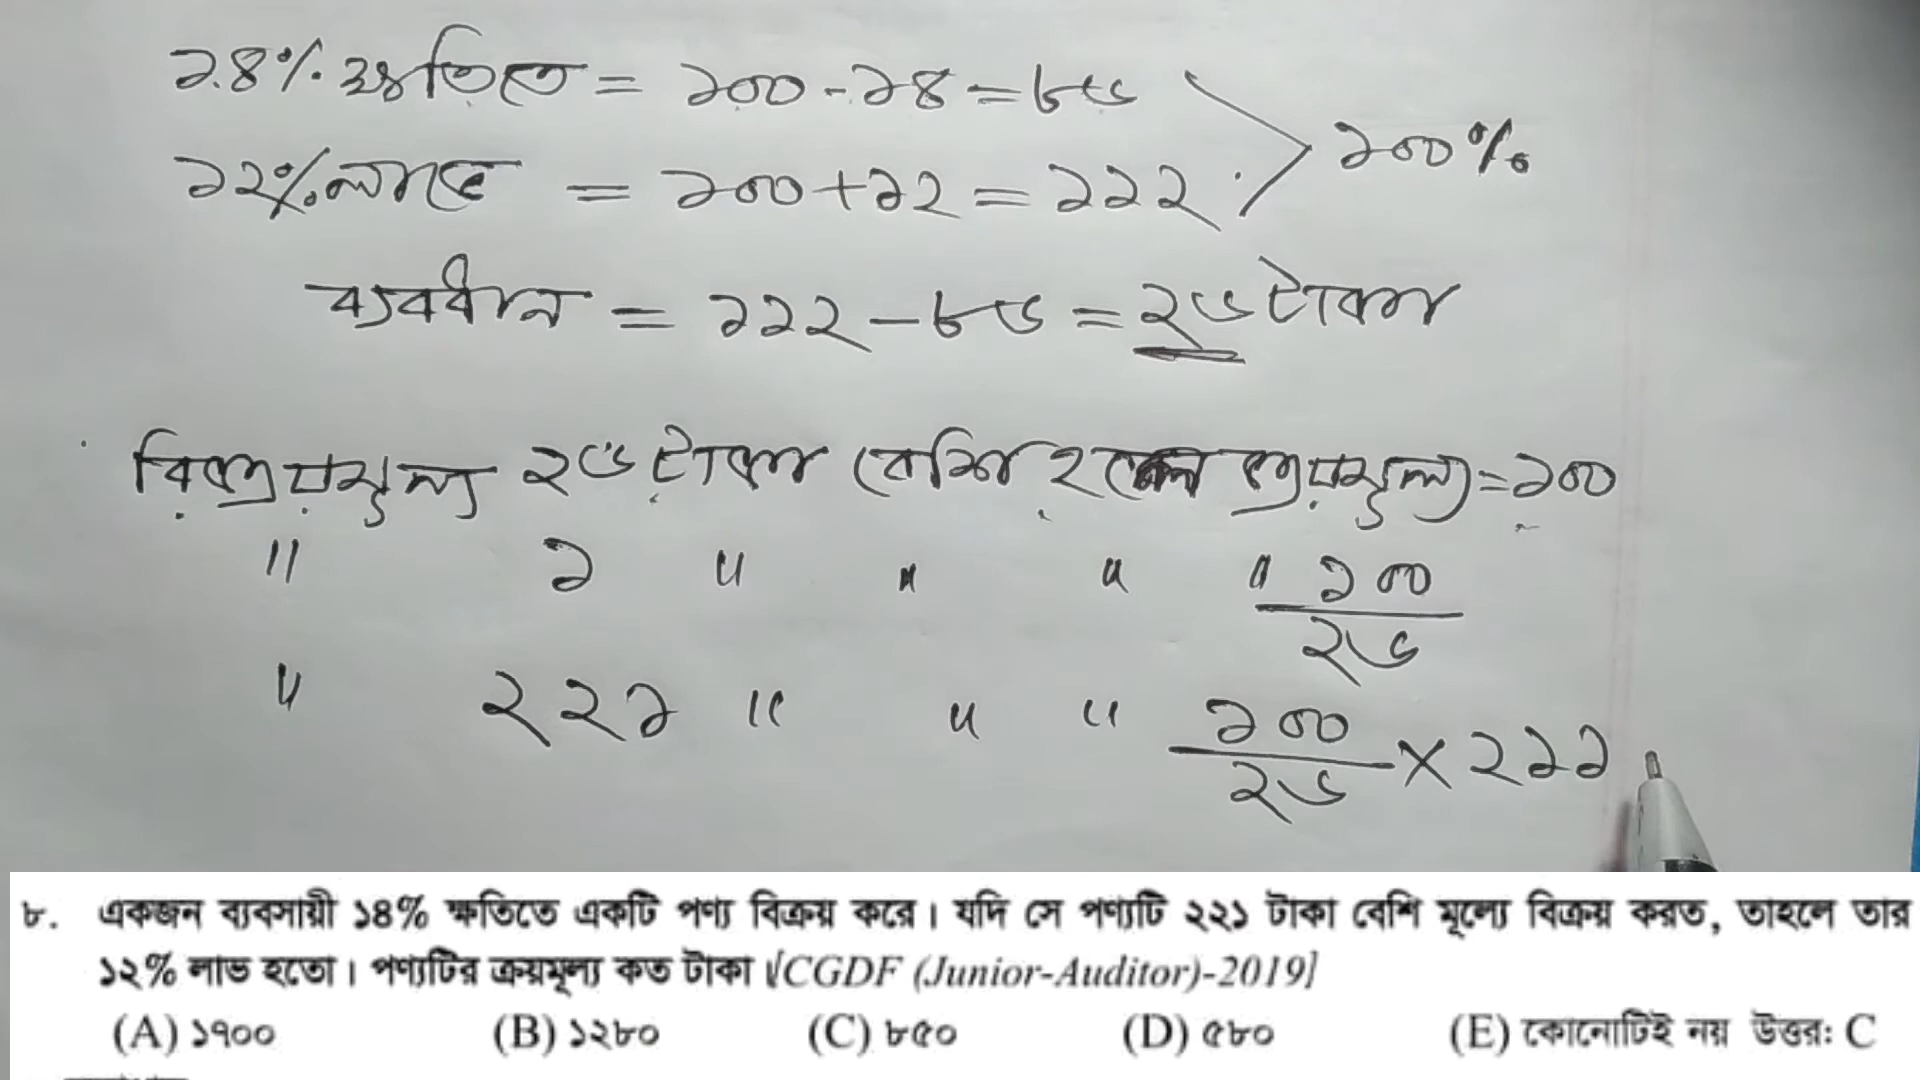 ১৪% ক্ষতিতে = ১০০ - ১৪ = ৮৬
১২% লাভে = ১০০ + ১২ = ১১২
১০০%
ব্যবধান = ১১২ - ৮৬ = ২৬ টাকা
বিক্রয়মূল্য ২৬ টাকা বেশি হলে ক্রয়মূল্য = ১০০
" ১ " " " " ১০০/২৬
" ২২১ " " " ১০০/২৬ × ২১১
৮. একজন ব্যবসায়ী ১৪% ক্ষতিতে একটি পণ্য বিক্রয় করে। যদি সে পণ্যটি ২২১ টাকা বেশি মূল্যে বিক্রয় করত, তাহলে তার
১২% লাভ হতো। পণ্যটির ক্রয়মূল্য কত টাকা। [CGDF (Junior-Auditor)-2019]
(A) ১৭০০ (B) ১২৮০ (C) ৮৫০ (D) ৫৮০ (E) কোনোটিই নয় উত্তরঃ C